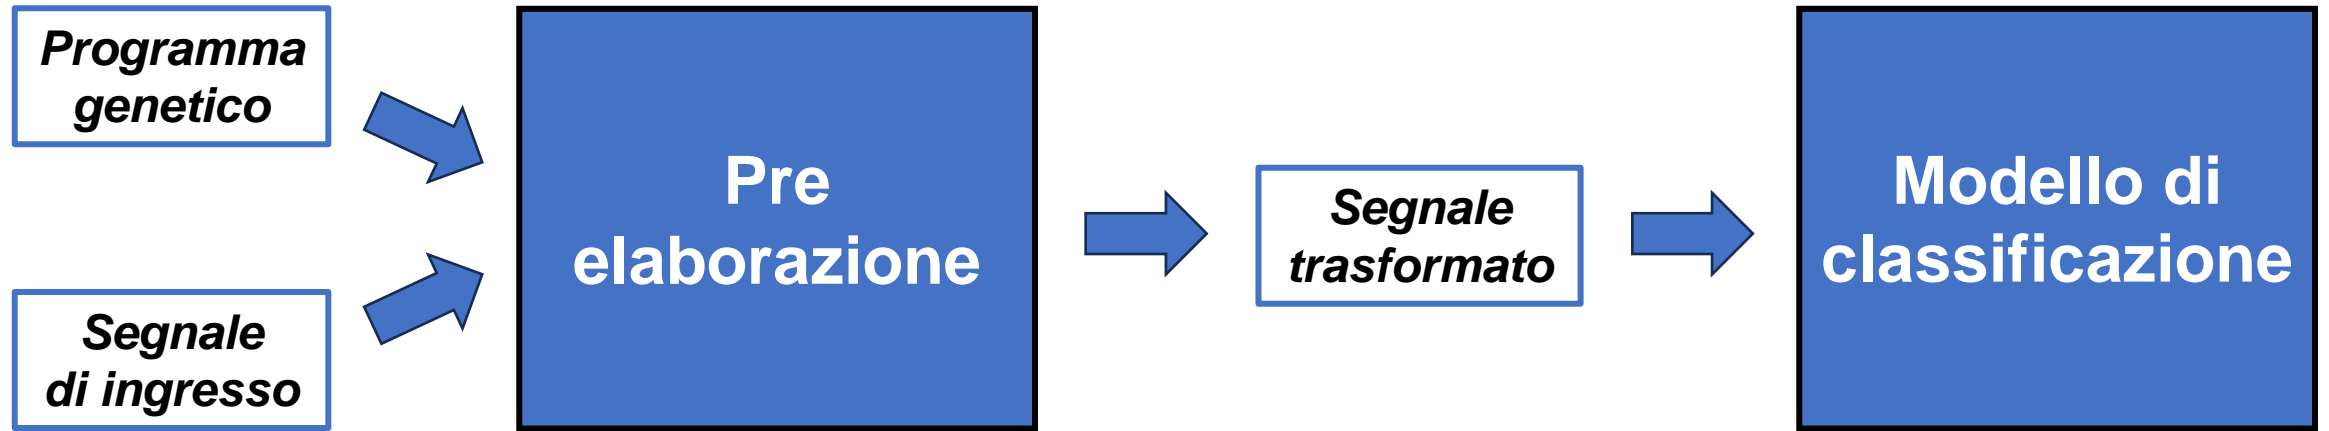 Programma
genetico
Segnale
di ingresso
Pre
elaborazione
Segnale
trasformato
Modello di
classificazione